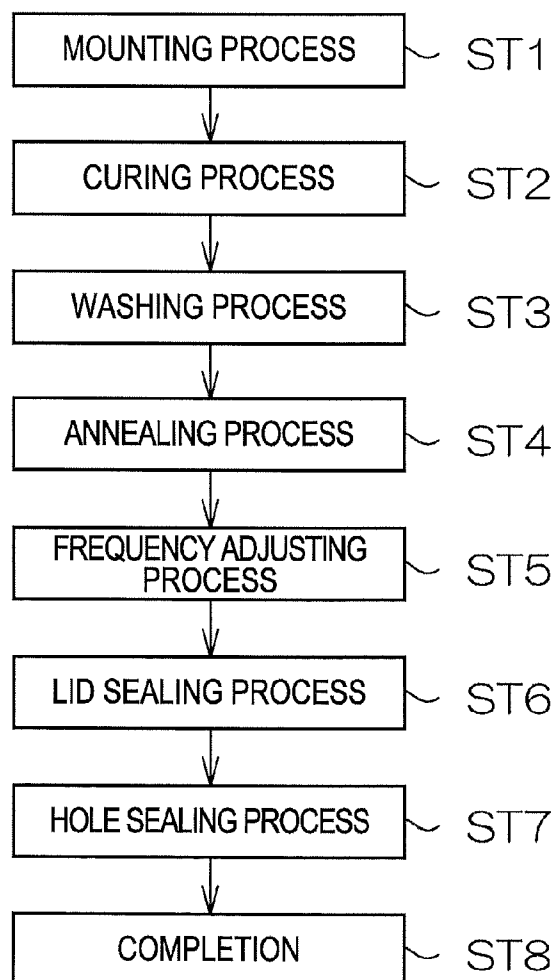 MOUNTING PROCESS ST1
CURING PROCESS ST2
WASHING PROCESS ST3
ANNEALING PROCESS ST4
FREQUENCY ADJUSTING
PROCESS ST5
LID SEALING PROCESS ST6
HOLE SEALING PROCESS ST7
COMPLETION ST8